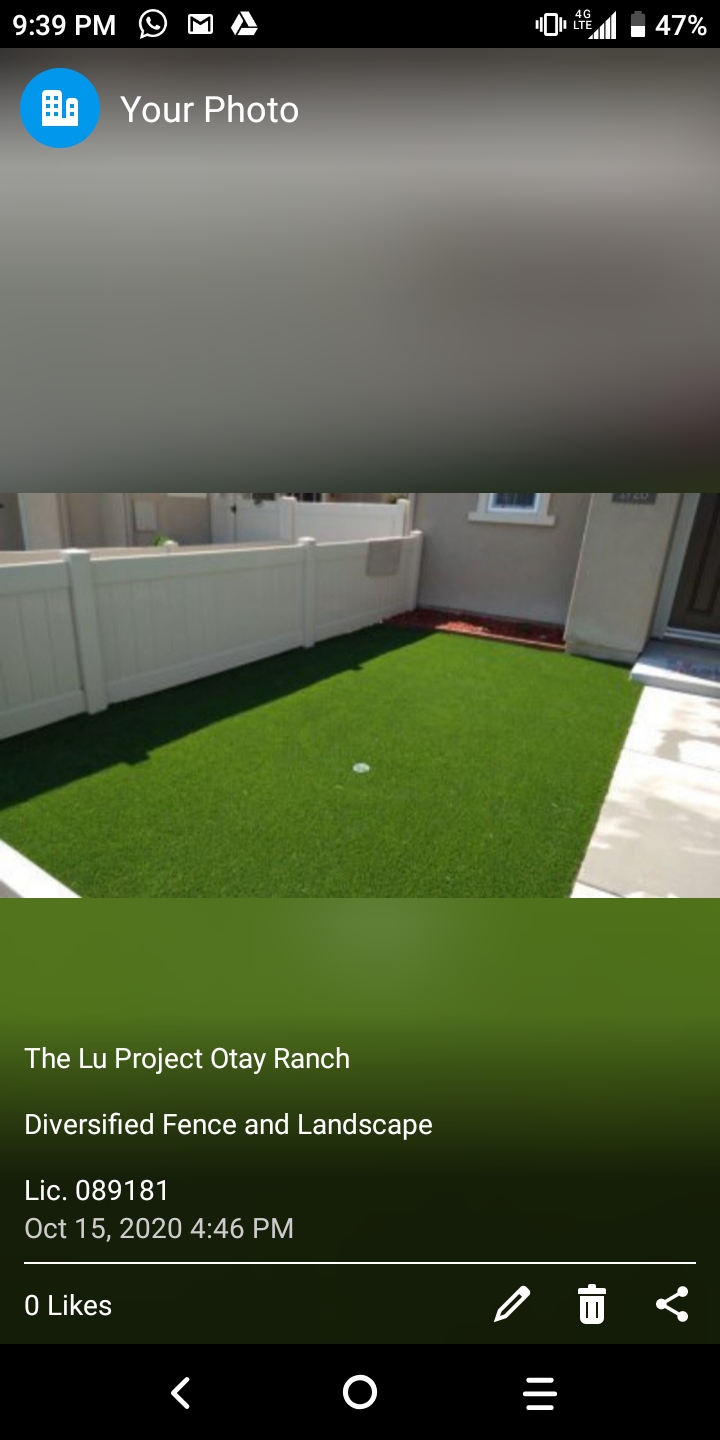 9:39 PM
4G
LTE
47%
Your Photo
The Lu Project Otay Ranch
Diversified Fence and Landscape
Lic. 089181
Oct 15, 2020 4:46 PM
0 Likes